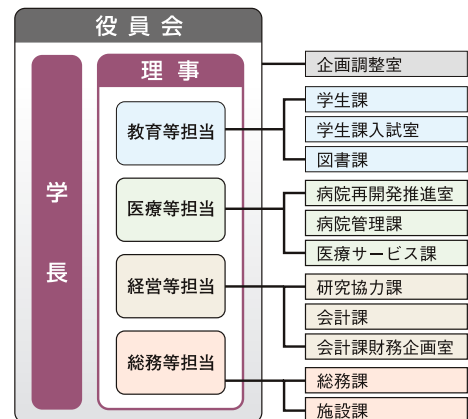 役員会
学長
理事
教育等担当
医療等担当
経営等担当
総務等担当
企画調整室
学生課
学生課入試室
図書課
病院再開発推進室
病院管理課
医療サービス課
研究協力課
会計課
会計課財務企画室
総務課
施設課